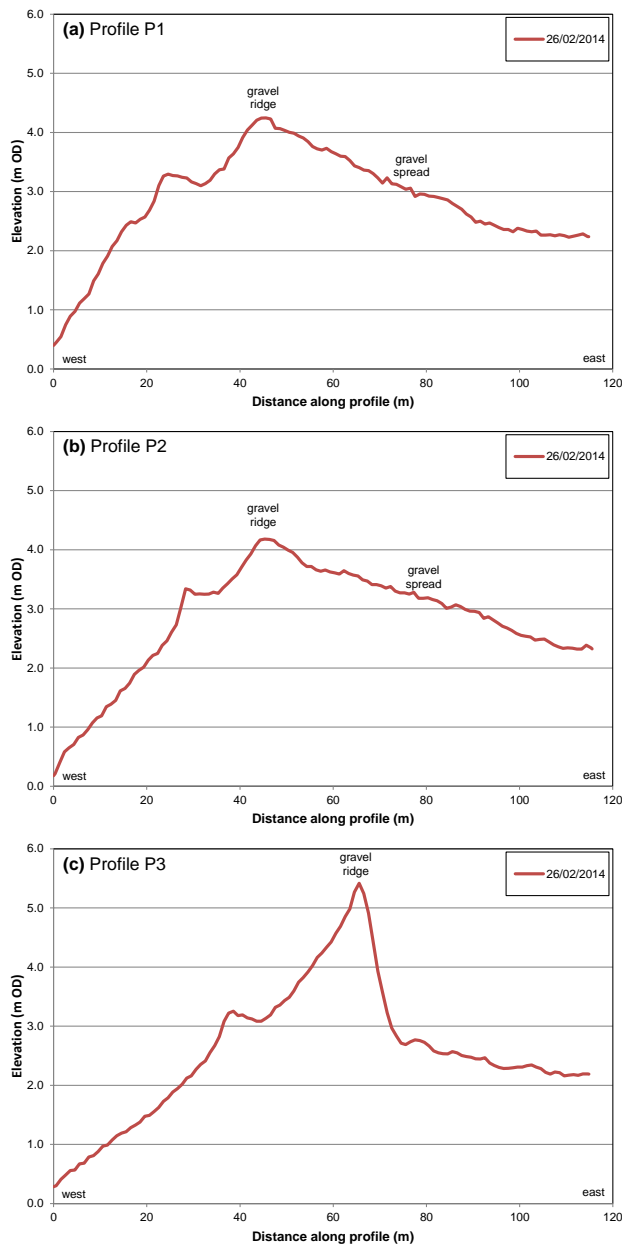 (a) Profile P1
26/02/2014
gravel
ridge
gravel
spread
Elevation (m OD)
6.0
5.0
4.0
3.0
2.0
1.0
0.0
west
east
0 20 40 60 80 100 120
Distance along profile (m)
(b) Profile P2
26/02/2014
gravel
ridge
gravel
spread
Elevation (m OD)
6.0
5.0
4.0
3.0
2.0
1.0
0.0
west
east
0 20 40 60 80 100 120
Distance along profile (m)
(c) Profile P3
26/02/2014
gravel
ridge
Elevation (m OD)
6.0
5.0
4.0
3.0
2.0
1.0
0.0
west
east
0 20 40 60 80 100 120
Distance along profile (m)